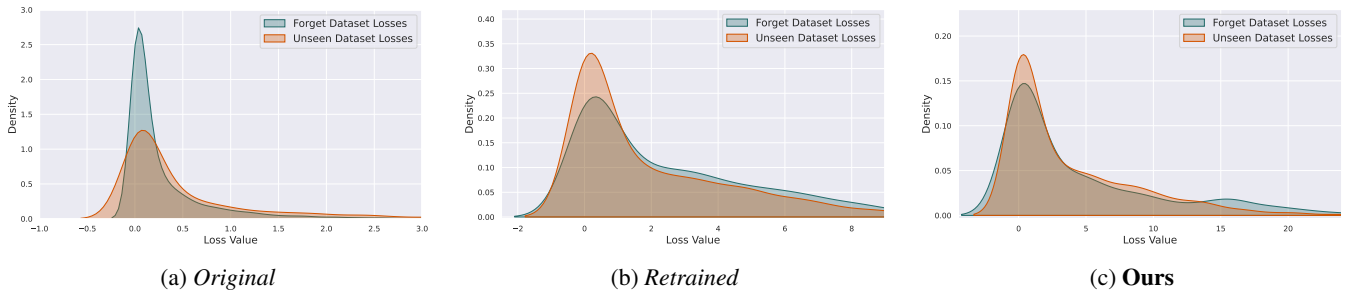 Forget Dataset Losses
Unseen Dataset Losses
3.0
2.5
2.0
1.5
1.0
0.5
0.0
Density
−1.0 −0.5 0.0 0.5 1.0 1.5 2.0 2.5 3.0
Loss Value
(a) Original
Forget Dataset Losses
Unseen Dataset Losses
0.40
0.35
0.30
0.25
0.20
0.15
0.10
0.05
0.00
Density
−2 0 2 4 6 8
Loss Value
(b) Retrained
Forget Dataset Losses
Unseen Dataset Losses
0.20
0.15
0.10
0.05
0.00
Density
0 5 10 15 20
Loss Value
(c) Ours